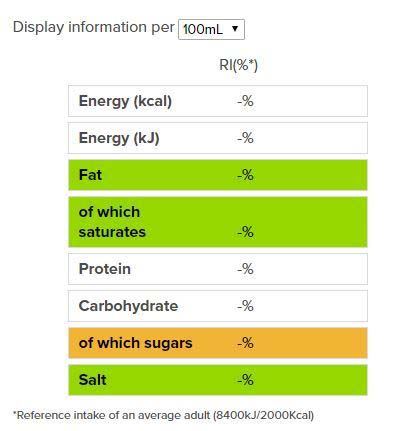 Display information per 100mL
RI(%*)
Energy (kcal) -%
Energy (kJ) -%
Fat -%
of which
saturates -%
Protein -%
Carbohydrate -%
of which sugars -%
Salt -%
*Reference intake of an average adult (8400kJ/2000Kcal)